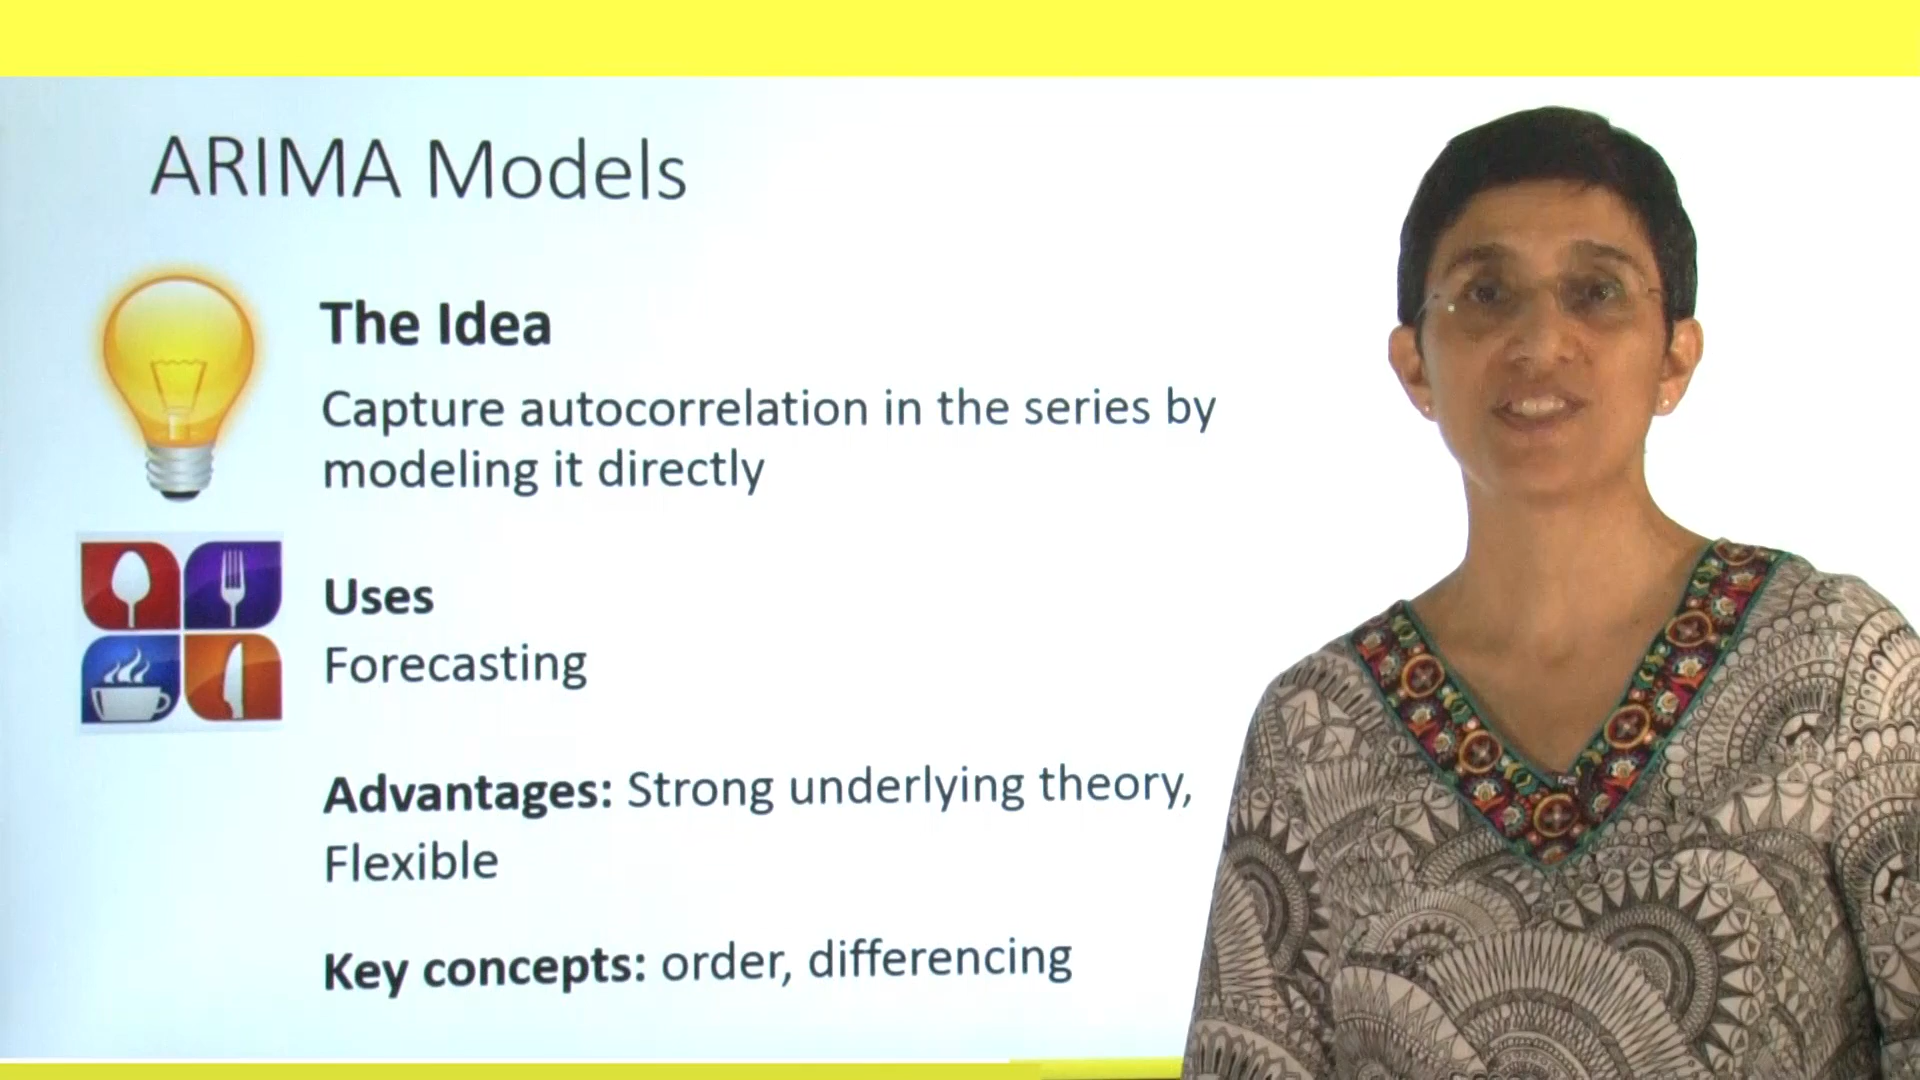 ARIMA Models
The Idea
Capture autocorrelation in the series by
modeling it directly
Uses
Forecasting
Advantages: Strong underlying theory,
Flexible
Key concepts: order, differencing